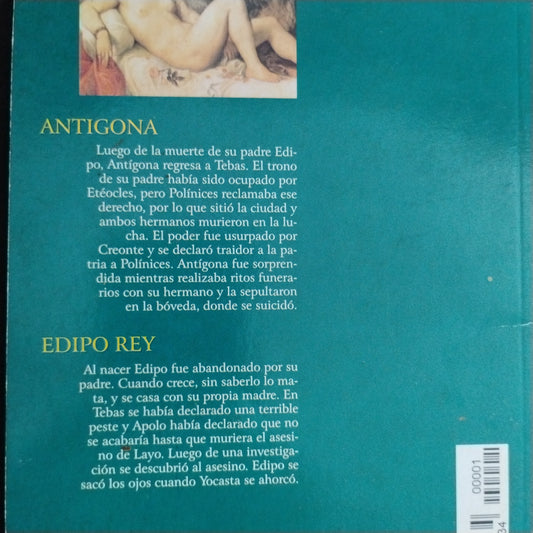 ANTIGONA
Luego de la muerte de su padre Edi-
po, Antígona regresa a Tebas. El trono
de su padre había sido ocupado por
Etéocles, pero Polínices reclamaba ese
derecho, por lo que sitió la ciudad y
ambos hermanos murieron en la lu-
cha. El poder fue usurpado por
Creonte y se declaró traidor a la pa-
tria a Polínices. Antígona fue sorpren-
dida mientras realizaba ritos funera-
rios con su hermano y la sepultaron
en la bóveda, donde se suicidó.
EDIPO REY
Al nacer Edipo fue abandonado por su
padre. Cuando crece, sin saberlo lo ma-
ta, y se casa con su propia madre. En
Tebas se había declarado una terrible
peste y Apolo había declarado que no
se acabaría hasta que muriera el asesi-
no de Layo. Luego de una investiga-
ción se descubrió al asesino. Edipo se
sacó los ojos cuando Yocasta se ahorcó.
00001
34